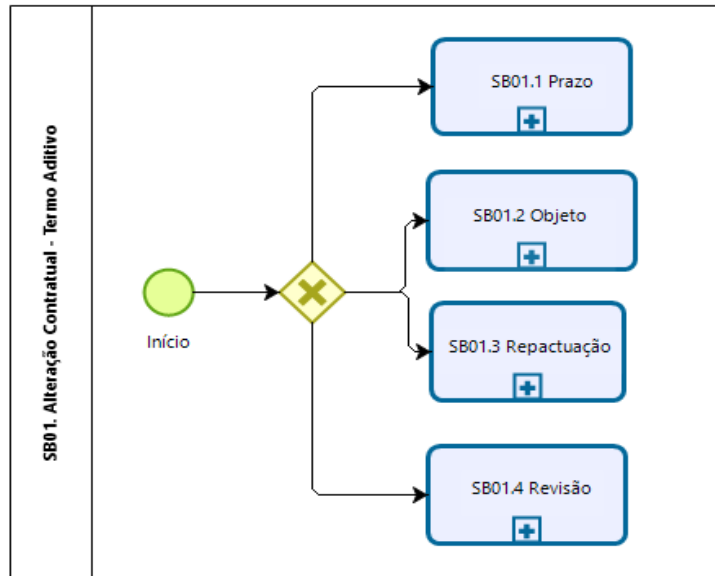 SB01. Alteração Contratual - Termo Aditivo
Início
SB01.1 Prazo
SB01.2 Objeto
SB01.3 Repactuação
SB01.4 Revisão